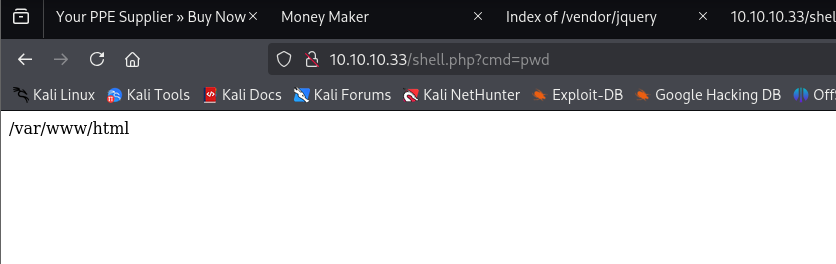 Your PPE Supplier » Buy Now
Money Maker
Index of /vendor/jquery
10.10.10.33/shel
10.10.10.33/shell.php?cmd=pwd
Kali Linux
Kali Tools
Kali Docs
Kali Forums
Kali NetHunter
Exploit-DB
Google Hacking DB
OffS
/var/www/html